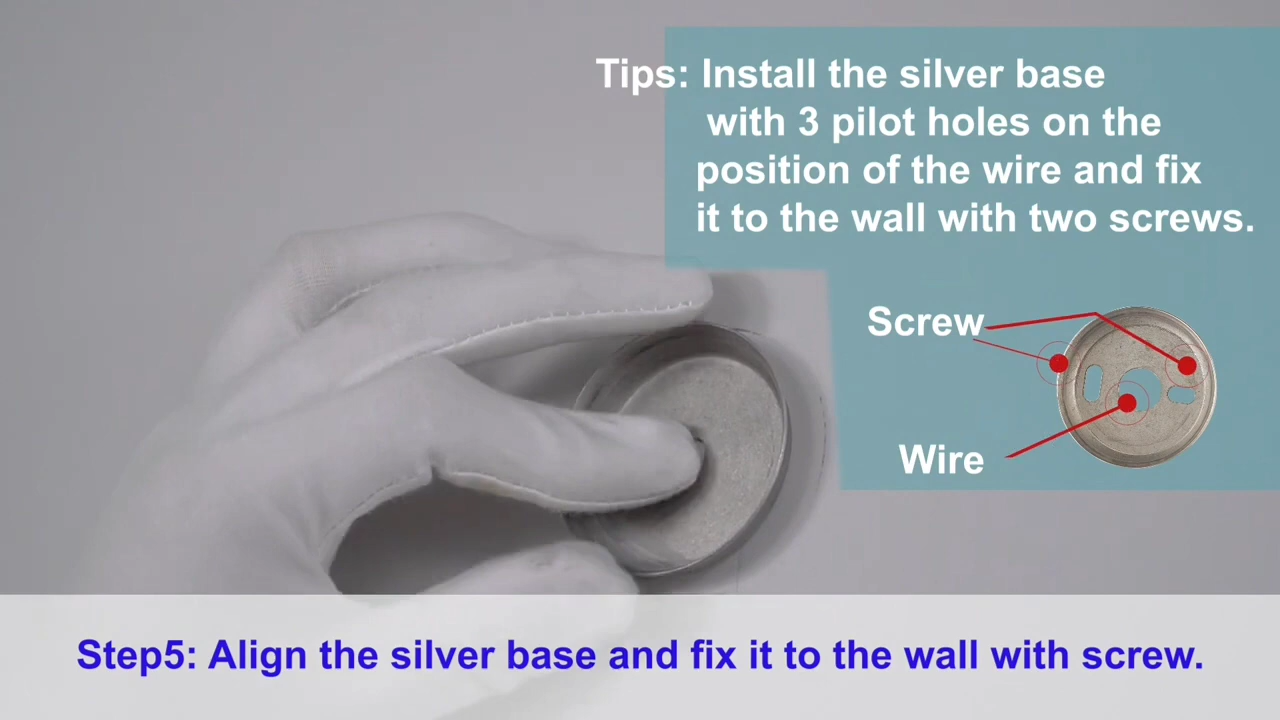 Tips: Install the silver base
with 3 pilot holes on the
position of the wire and fix
it to the wall with two screws.
Screw
Wire
Step5: Align the silver base and fix it to the wall with screw.